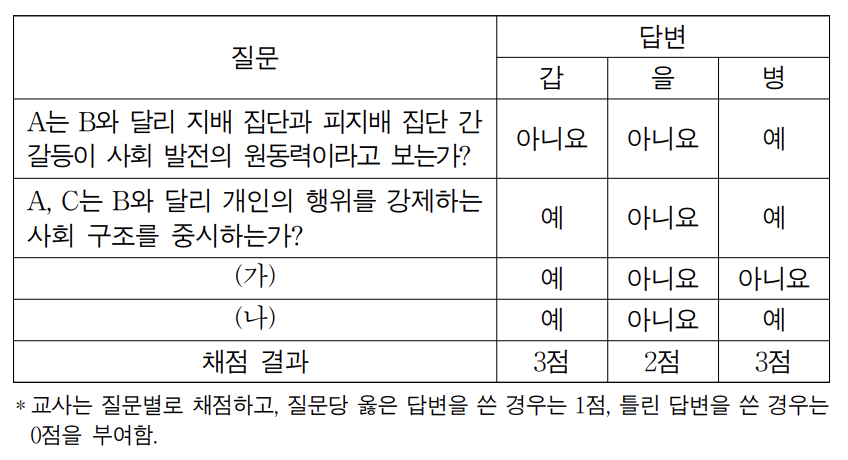 질문
답변
갑 을 병
A는 B와 달리 지배 집단과 피지배 집단 간
갈등이 사회 발전의 원동력이라고 보는가?
아니요 아니요 예
A, C는 B와 달리 개인의 행위를 강제하는
사회 구조를 중시하는가?
예 아니요 예
(가) 예 아니요 아니요
(나) 예 아니요 예
채점 결과 3점 2점 3점
* 교사는 질문별로 채점하고, 질문당 옳은 답변을 쓴 경우는 1점, 틀린 답변을 쓴 경우는
0점을 부여함.